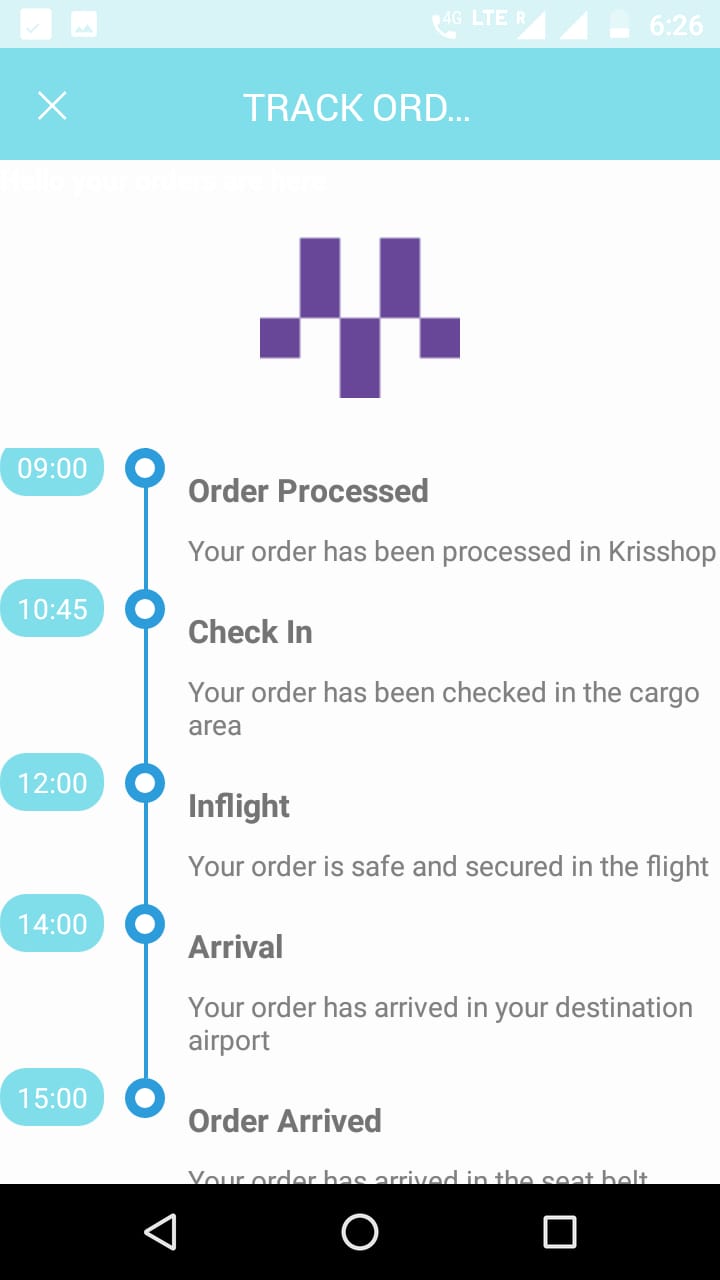 4G LTE R 6:26
TRACK ORD...
Hello your orders are here
09:00
Order Processed
Your order has been processed in Krisshop
10:45
Check In
Your order has been checked in the cargo
area
12:00
Inflight
Your order is safe and secured in the flight
14:00
Arrival
Your order has arrived in your destination
airport
15:00
Order Arrived
Your order has arrived in the seat belt